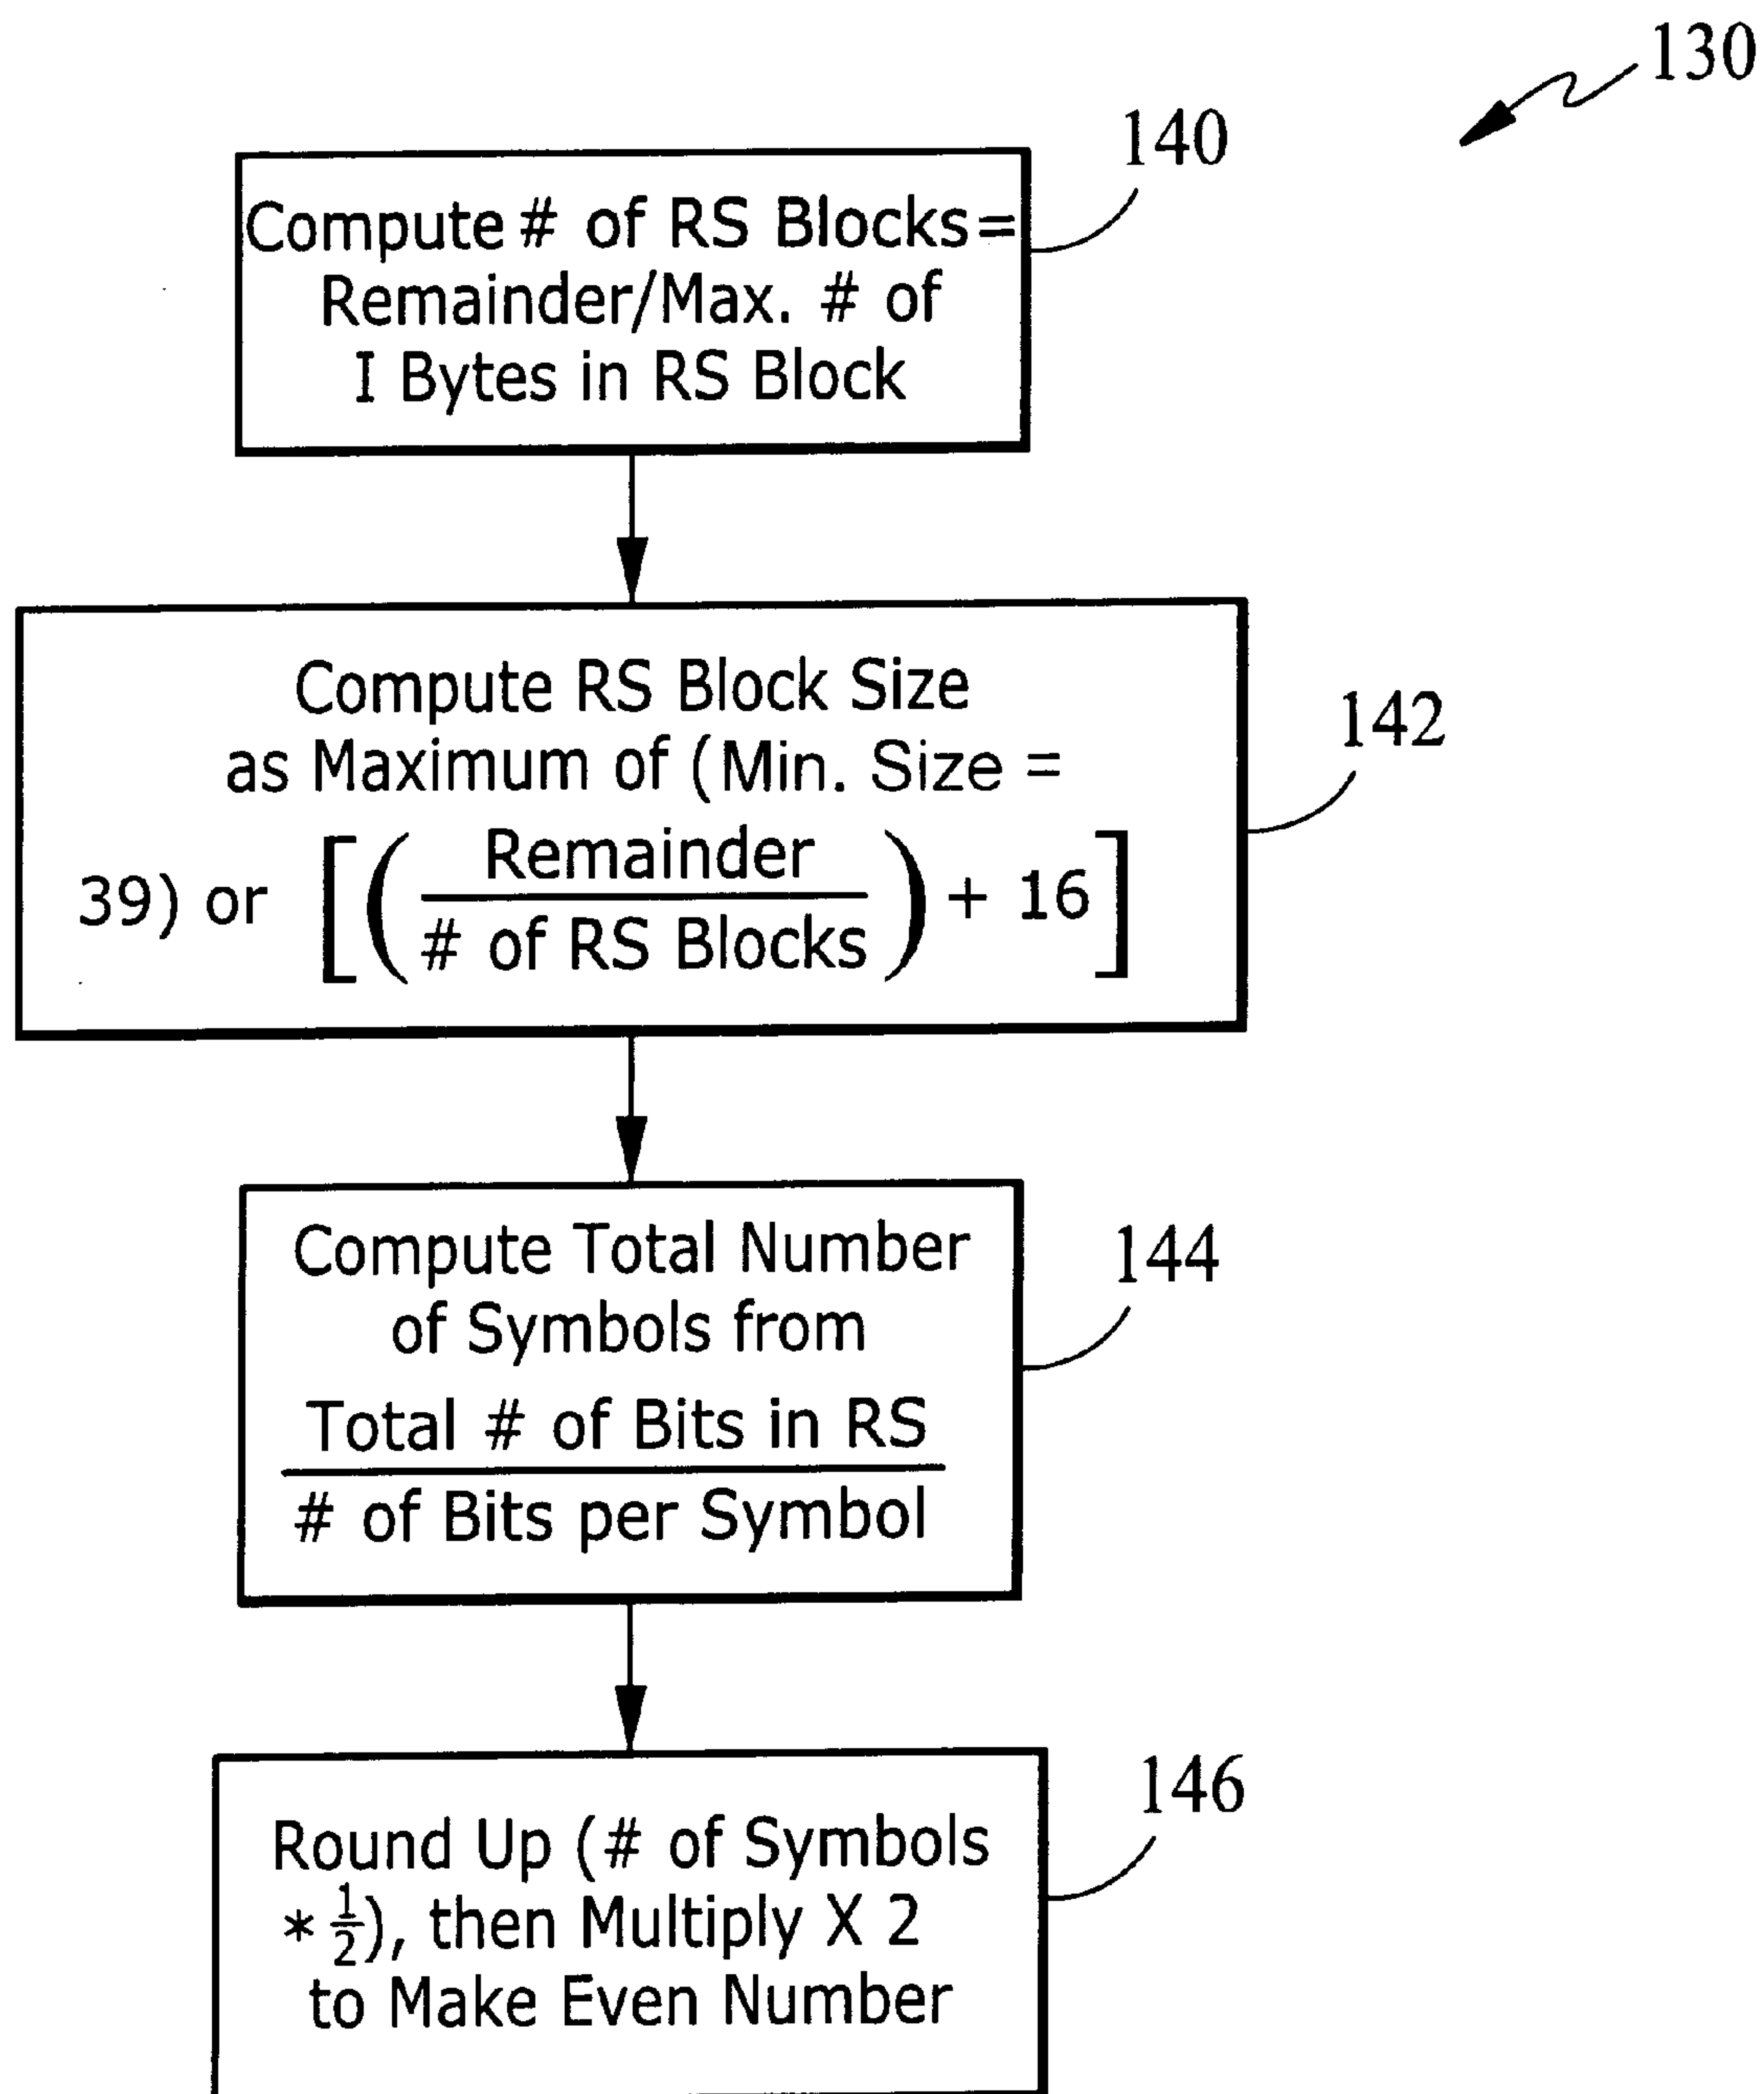 130
140
Compute # of RS Blocks=
Remainder/Max. # of
I Bytes in RS Block
142
Compute RS Block Size
as Maximum of (Min. Size =
39) or [(Remainder / # of RS Blocks) + 16]
144
Compute Total Number
of Symbols from
Total # of Bits in RS
# of Bits per Symbol
146
Round Up (# of Symbols
* 1/2), then Multiply X 2
to Make Even Number